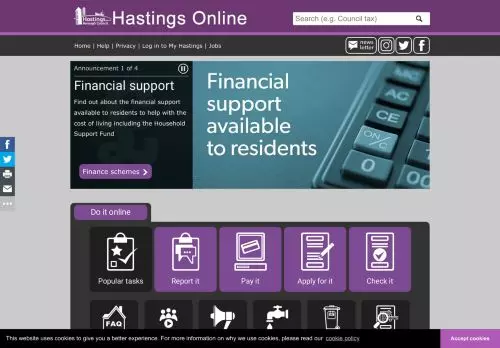 Hastings
Borough Council
Hastings Online
Search (e.g. Council tax)
Home | Help | Privacy | Log in to My Hastings | Jobs
news
letter
Announcement 1 of 4
Financial support
Find out about the financial support
available to residents to help with the
cost of living including the Household
Support Fund
Finance schemes
Financial
support
available
to residents
AC
CE
ON/C
Do it online
Popular tasks
Report it
Pay it
Apply for it
Check it
FAQ
This website uses cookies to give you a better experience. For more information on why we use cookies, please read our cookie policy
Accept cookies